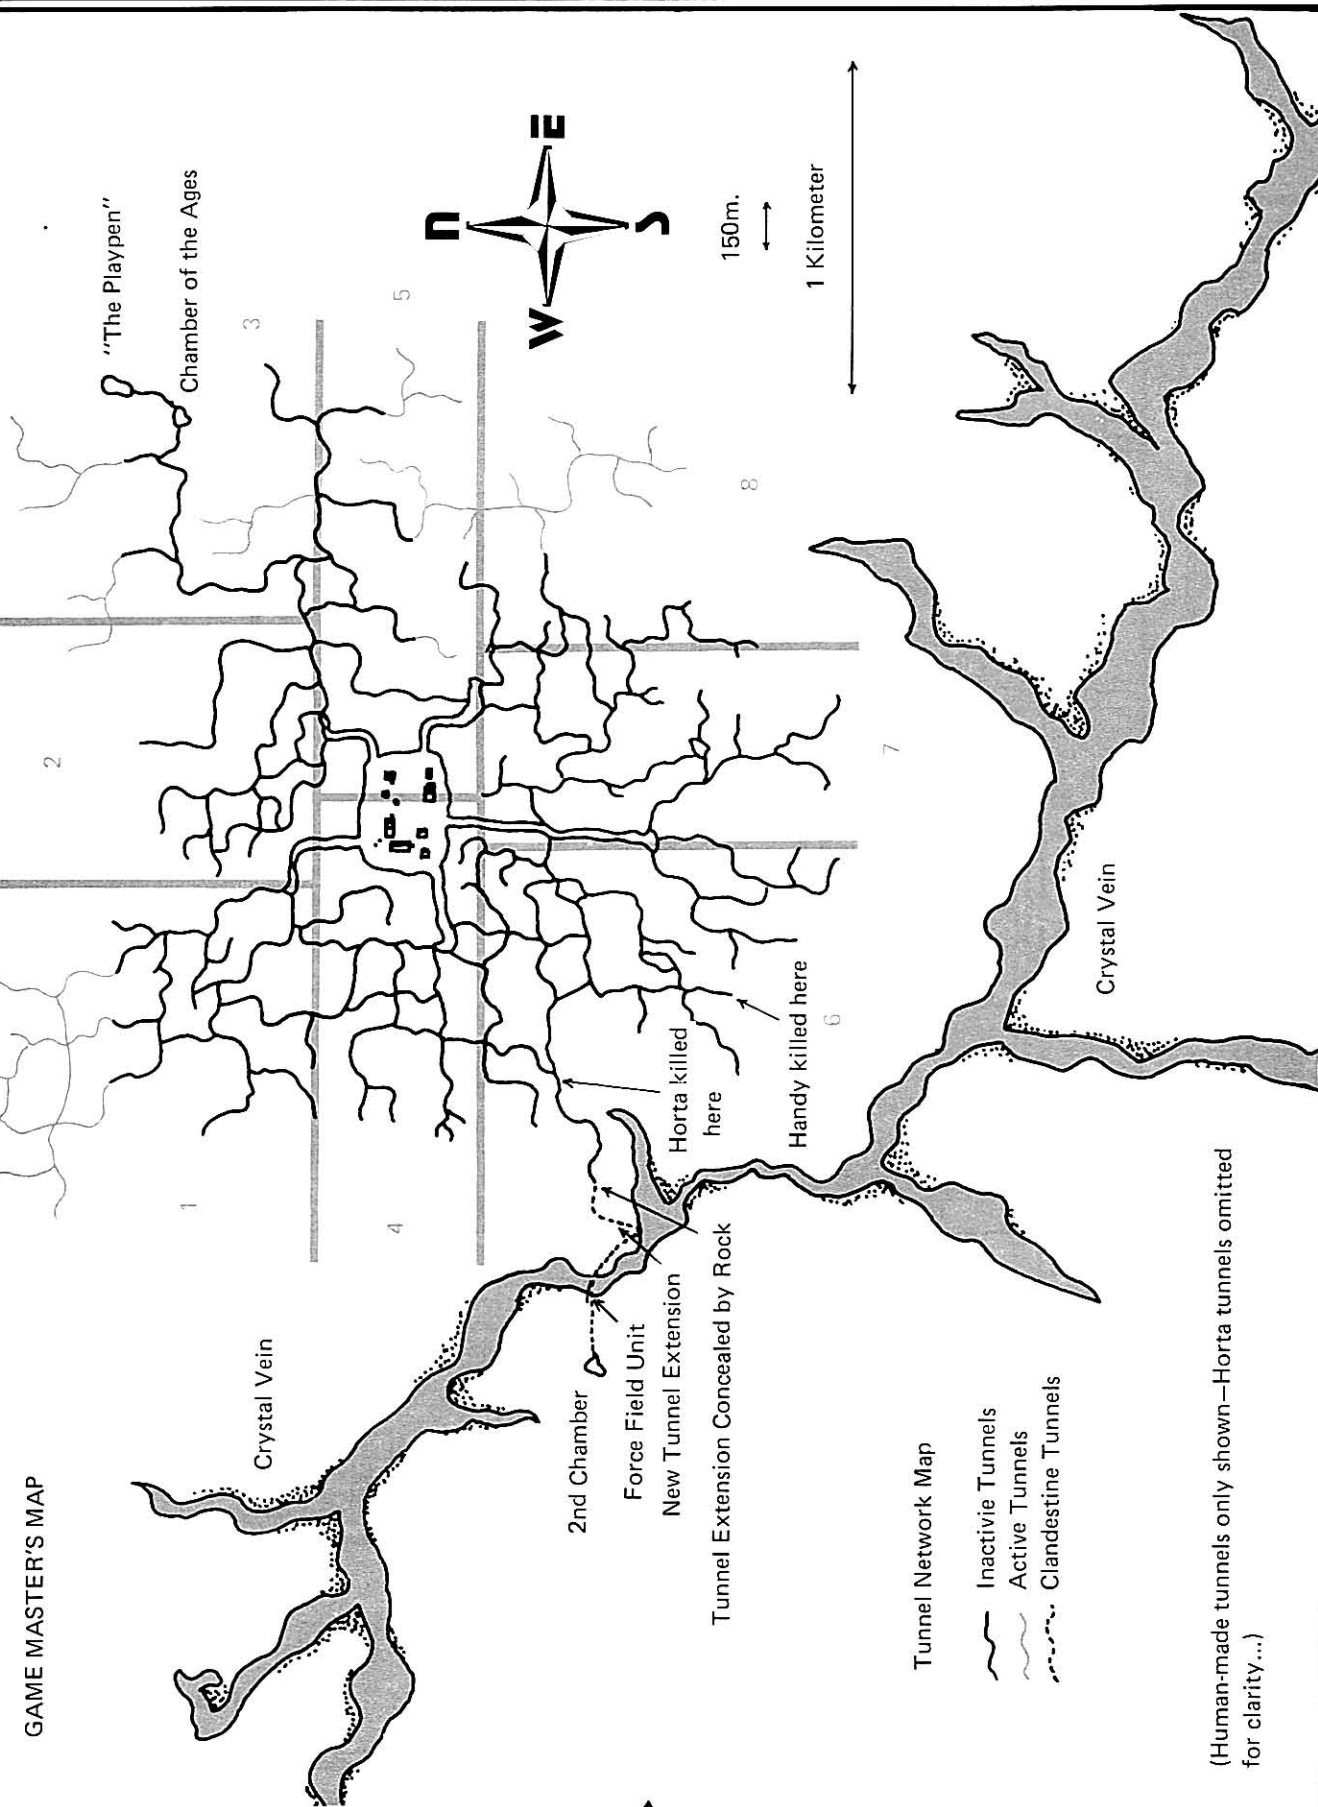 GAME MASTER'S MAP
"The Playpen"
Chamber of the Ages
Crystal Vein
1
2
3
4
5
6
7
8
N
W
E
S
150m.
1 Kilometer
2nd Chamber
Force Field Unit
New Tunnel Extension
Tunnel Extension Concealed by Rock
Horta killed
here
Handy killed here
Crystal Vein
Tunnel Network Map
Inactivie Tunnels
Active Tunnels
Clandestine Tunnels
(Human-made tunnels only shown—Horta tunnels omitted
for clarity...)